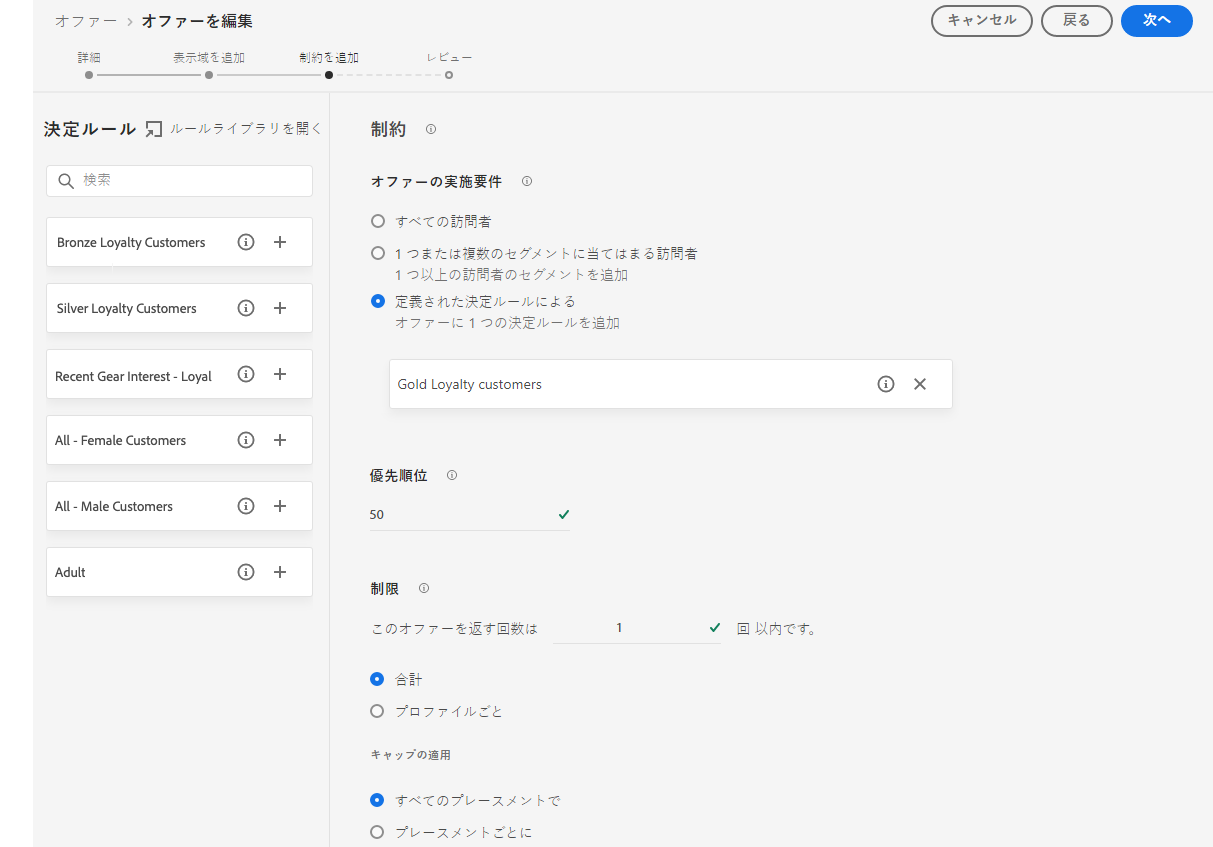 オファー > オファーを編集
キャンセル 戻る 次へ
詳細 表示域を追加 制約を追加 レビュー
決定ルール ルールライブラリを開く
検索
Bronze Loyalty Customers
Silver Loyalty Customers
Recent Gear Interest - Loyal
All - Female Customers
All - Male Customers
Adult
制約
オファーの実施要件
すべての訪問者
1 つまたは複数のセグメントに当てはまる訪問者
1 つ以上の訪問者のセグメントを追加
定義された決定ルールによる
オファーに 1 つの決定ルールを追加
Gold Loyalty customers
優先順位
50
制限
このオファーを返す回数は 1 回 以内です。
合計
プロファイルごと
キャップの適用
すべてのプレースメントで
プレースメントごとに